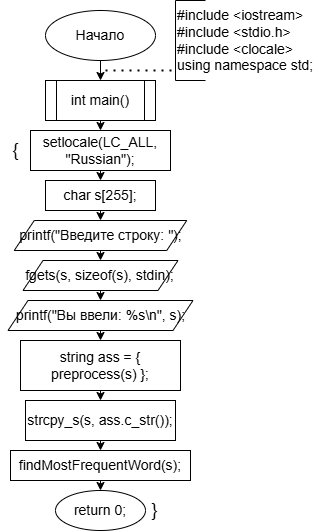 Начало
#include <iostream>
#include <stdio.h>
#include <clocale>
using namespace std;
int main()
{
setlocale(LC_ALL,
"Russian");
char s[255];
printf("Введите строку: ");
fgets(s, sizeof(s), stdin);
printf("Вы ввели: %s\n", s);
string ass = {
preprocess(s) };
strcpy_s(s, ass.c_str());
findMostFrequentWord(s);
return 0;
}